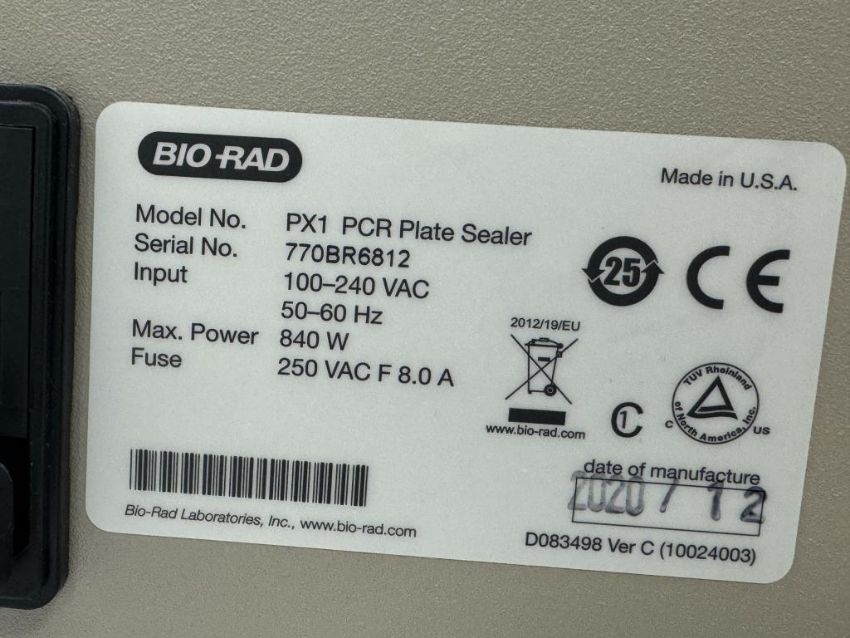 BIO-RAD
Made in U.S.A.
Model No. PX1 PCR Plate Sealer
Serial No. 770BR6812
Input 100–240 VAC
50–60 Hz
Max. Power 840 W
Fuse 250 VAC F 8.0 A
25
CE
2012/19/EU
www.bio-rad.com
C1
TUV Rheinland
of North America, Inc.
C US
date of manufacture
2020 / 12
Bio-Rad Laboratories, Inc., www.bio-rad.com
D083498 Ver C (10024003)